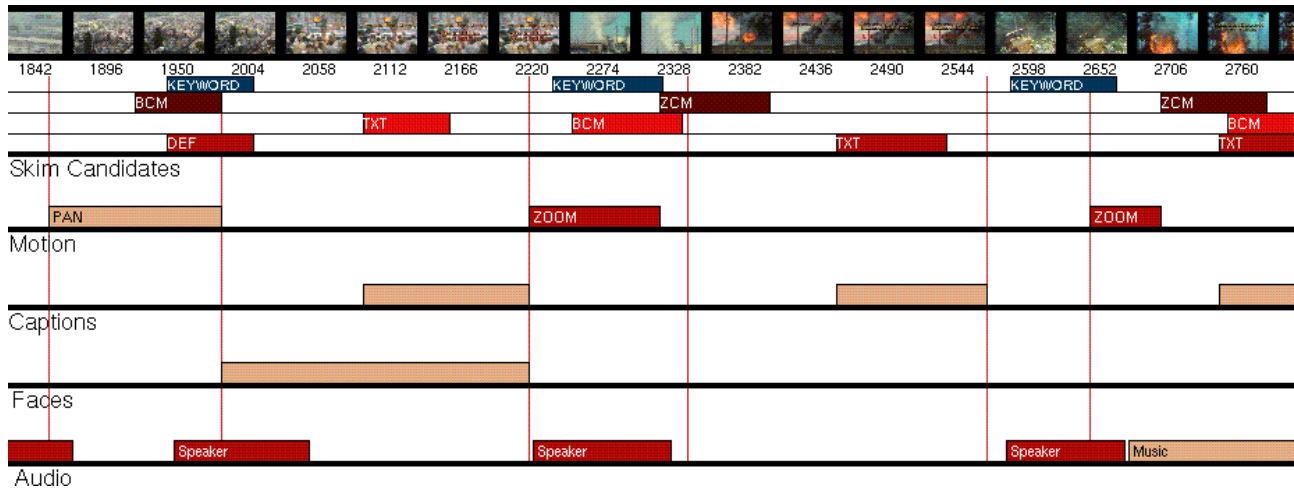 1842 1896 1950 2004 2058 2112 2166 2220 2274 2328 2382 2436 2490 2544 2598 2652 2706 2760
KEYWORD KEYWORD KEYWORD
BCM ZCM ZCM
TXT BCM BCM
DEF TXT TXT
Skim Candidates
PAN ZOOM ZOOM
Motion
Captions
Faces
Speaker Speaker Speaker Music
Audio